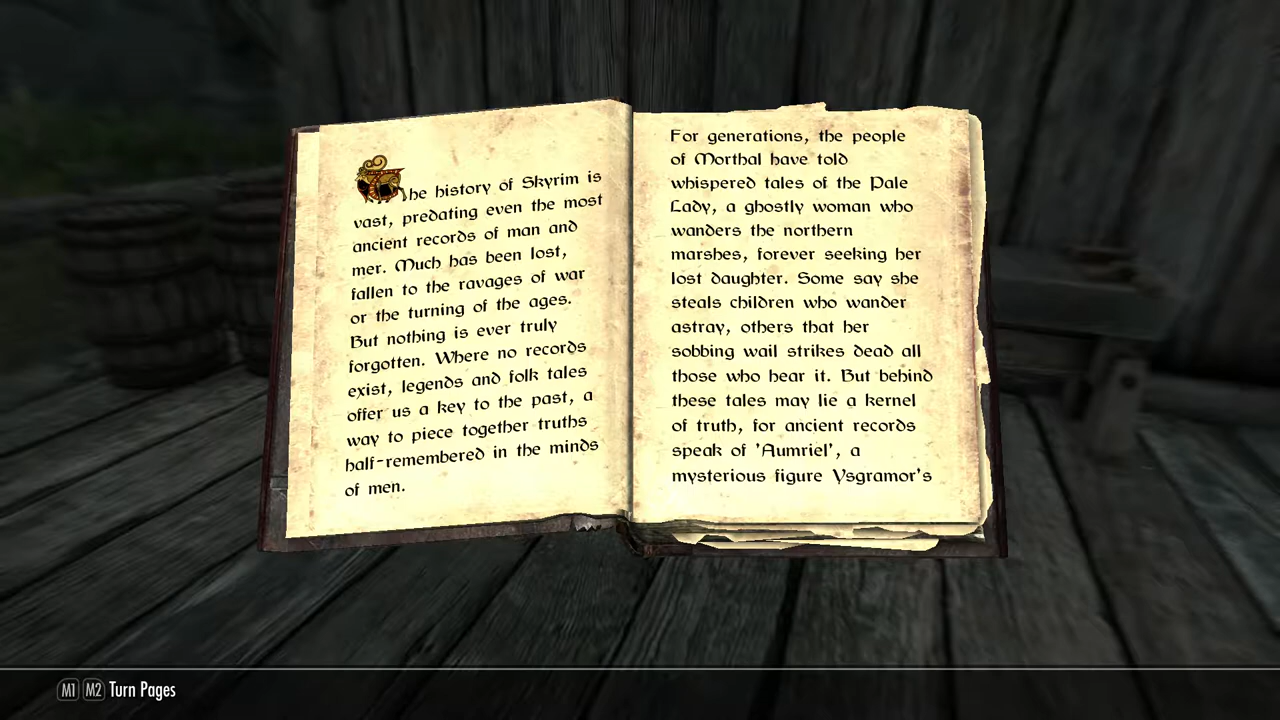 The history of Skyrim is
vast, predating even the most
ancient records of man and
mer. Much has been lost,
fallen to the ravages of war
or the turning of the ages.
But nothing is ever truly
forgotten. Where no records
exist, legends and folk tales
offer us a key to the past, a
way to piece together truths
half-remembered in the minds
of men.
For generations, the people
of Morthal have told
whispered tales of the Pale
Lady, a ghostly woman who
wanders the northern
marshes, forever seeking her
lost daughter. Some say she
steals children who wander
astray, others that her
sobbing wail strikes dead all
those who hear it. But behind
these tales may lie a kernel
of truth, for ancient records
speak of 'Aumriel', a
mysterious figure Ysgramor's
M1 M2 Turn Pages